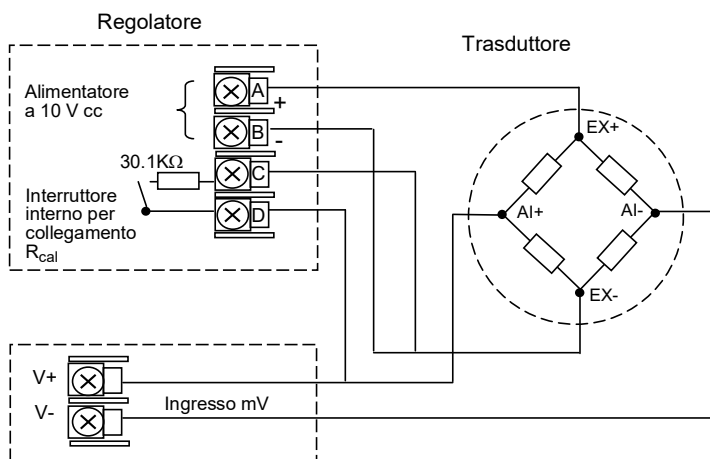 Regolatore
Trasduttore
Alimentatore
a 10 V cc
A
+
B
-
30.1KΩ
C
Interruttore
interno per
collegamento
Rcal
D
EX+
AI+
AI-
EX-
V+
V-
Ingresso mV